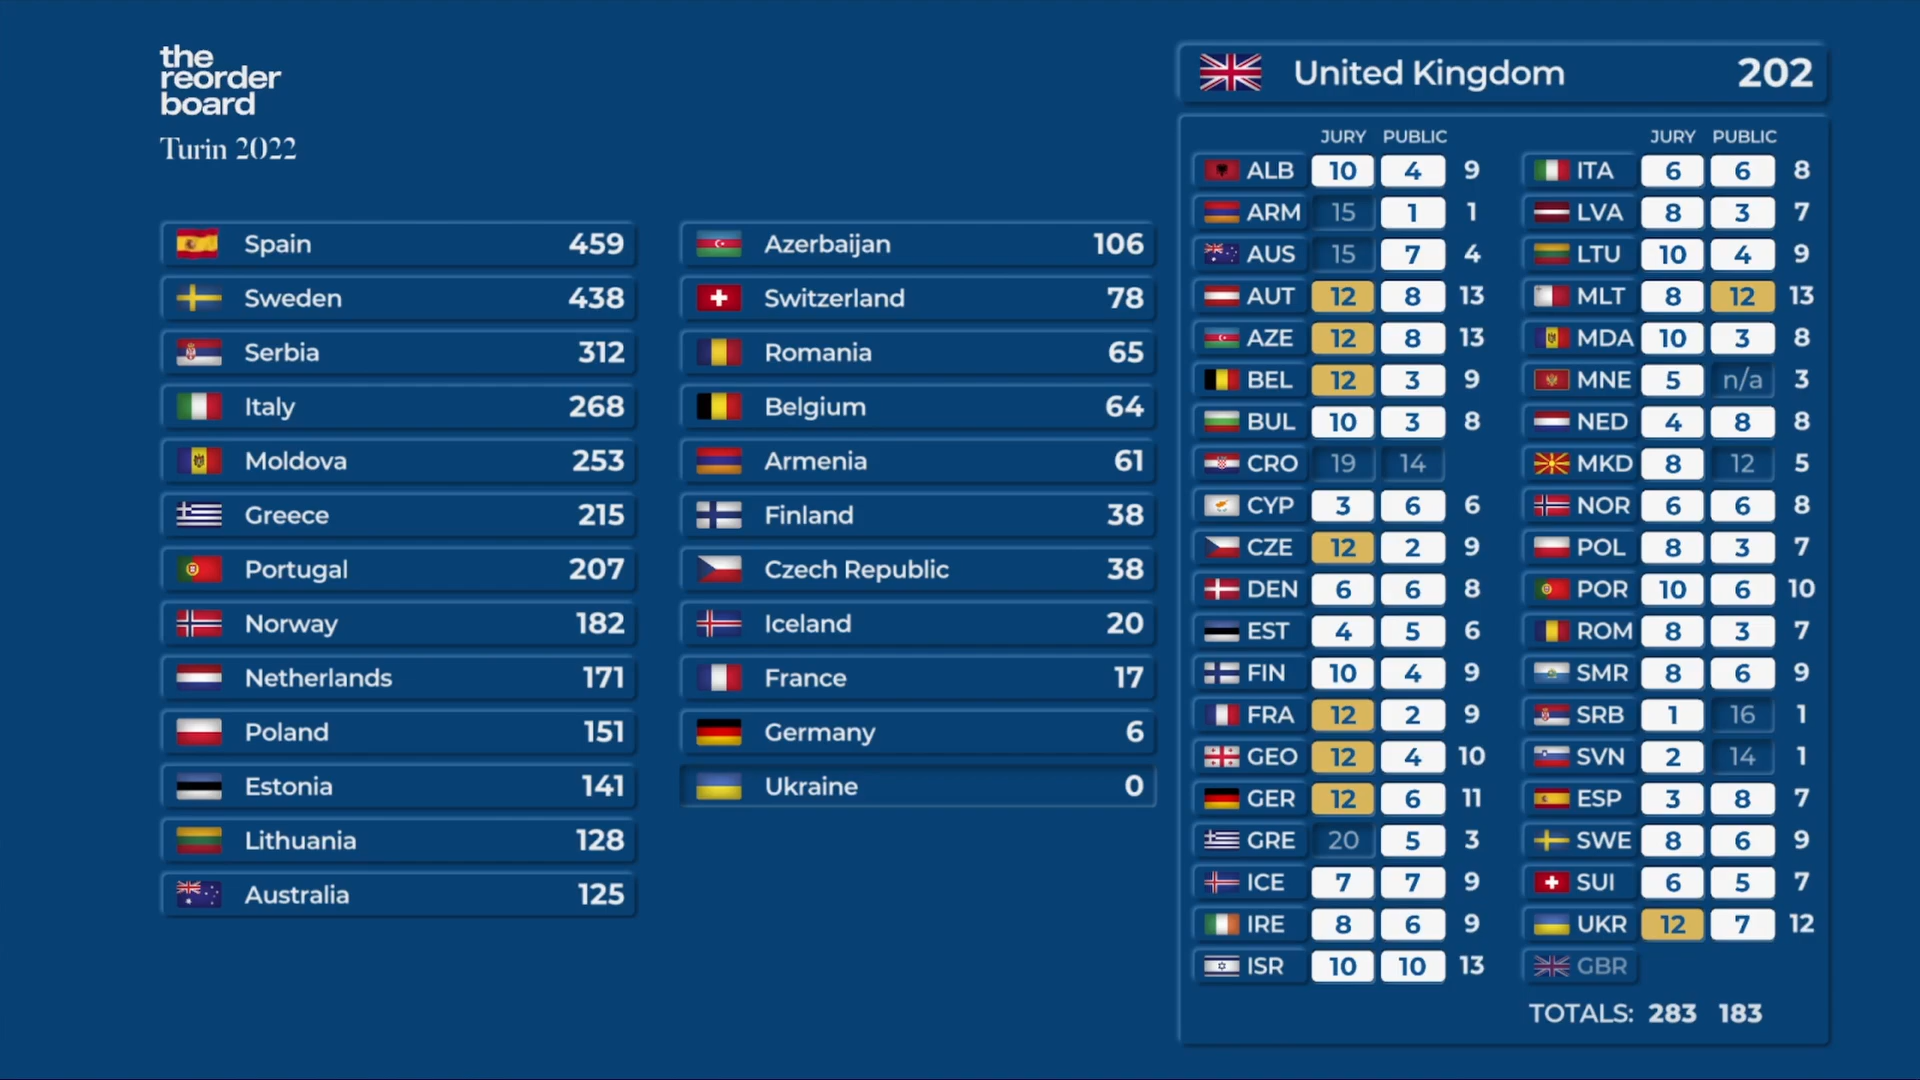 the
reorder
board
Turin 2022
Spain 459
Sweden 438
Serbia 312
Italy 268
Moldova 253
Greece 215
Portugal 207
Norway 182
Netherlands 171
Poland 151
Estonia 141
Lithuania 128
Australia 125
Azerbaijan 106
Switzerland 78
Romania 65
Belgium 64
Armenia 61
Finland 38
Czech Republic 38
Iceland 20
France 17
Germany 6
Ukraine 0
United Kingdom 202
JURY PUBLIC
ALB 10 4 9
ARM 15 1 1
AUS 15 7 4
AUT 12 8 13
AZE 12 8 13
BEL 12 3 9
BUL 10 3 8
CRO 19 14
CYP 3 6 6
CZE 12 2 9
DEN 6 6 8
EST 4 5 6
FIN 10 4 9
FRA 12 2 9
GEO 12 4 10
GER 12 6 11
GRE 20 5 3
ICE 7 7 9
IRE 8 6 9
ISR 10 10 13
JURY PUBLIC
ITA 6 6 8
LVA 8 3 7
LTU 10 4 9
MLT 8 12 13
MDA 10 3 8
MNE 5 n/a 3
NED 4 8 8
MKD 8 12 5
NOR 6 6 8
POL 8 3 7
POR 10 6 10
ROM 8 3 7
SMR 8 6 9
SRB 1 16 1
SVN 2 14 1
ESP 3 8 7
SWE 8 6 9
SUI 6 5 7
UKR 12 7 12
GBR
TOTALS: 283 183